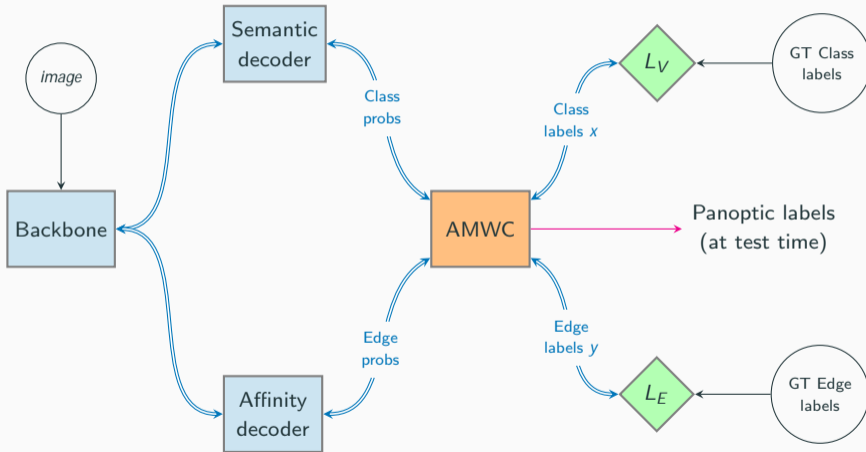 Semantic
decoder
image
L_V
GT Class
labels
Class
probs
Class
labels x
Backbone
AMWC
Panoptic labels
(at test time)
Edge
probs
Edge
labels y
Affinity
decoder
L_E
GT Edge
labels